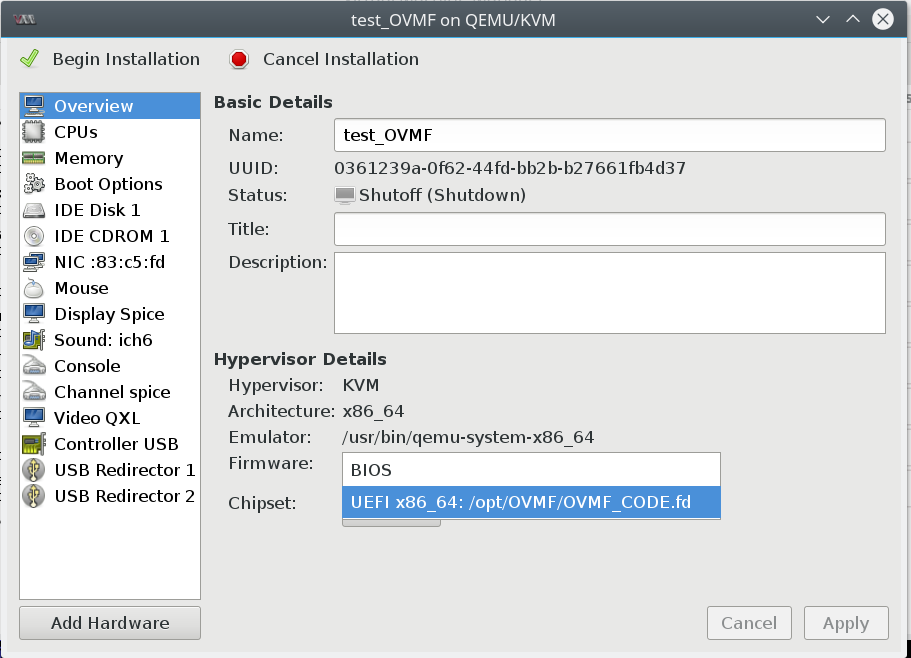 test_OVMF on QEMU/KVM
Begin Installation
Cancel Installation
Overview
CPUs
Memory
Boot Options
IDE Disk 1
IDE CDROM 1
NIC :83:c5:fd
Mouse
Display Spice
Sound: ich6
Console
Channel spice
Video QXL
Controller USB
USB Redirector 1
USB Redirector 2
Add Hardware
Basic Details
Name: test_OVMF
UUID: 0361239a-0f62-44fd-bb2b-b27661fb4d37
Status: Shutoff (Shutdown)
Title:
Description:
Hypervisor Details
Hypervisor: KVM
Architecture: x86_64
Emulator: /usr/bin/qemu-system-x86_64
Firmware: BIOS
UEFI x86_64: /opt/OVMF/OVMF_CODE.fd
Chipset:
Cancel
Apply